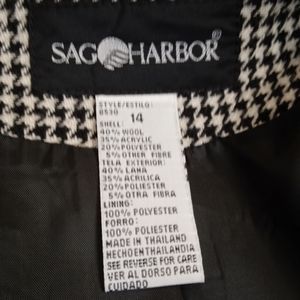 SAG HARBOR®
STYLE/ESTILO:
8530
14
SHELL:
40% WOOL
35% ACRYLIC
20% POLYESTER
5% OTHER FIBRE
TELA EXTERIOR:
40% LANA
35% ACRILICA
20% POLIESTER
5% OTRA FIBRA
LINING:
100% POLYESTER
FORRO:
100% POLIESTER
MADE IN THAILAND
HECHO EN THAILANDIA
SEE REVERSE FOR CARE
VER AL DORSO PARA
CUIDADO